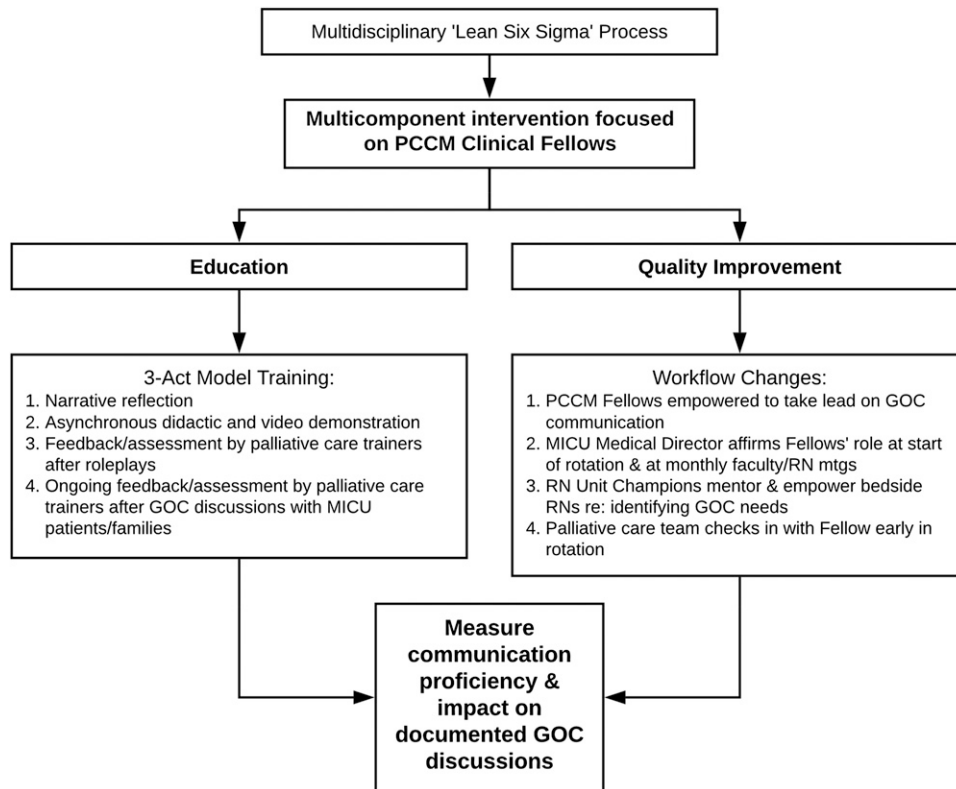 Multidisciplinary 'Lean Six Sigma' Process
Multicomponent intervention focused
on PCCM Clinical Fellows
Education
Quality Improvement
3-Act Model Training:
1. Narrative reflection
2. Asynchronous didactic and video demonstration
3. Feedback/assessment by palliative care trainers
after roleplays
4. Ongoing feedback/assessment by palliative care
trainers after GOC discussions with MICU
patients/families
Workflow Changes:
1. PCCM Fellows empowered to take lead on GOC
communication
2. MICU Medical Director affirms Fellows' role at start
of rotation & at monthly faculty/RN mtgs
3. RN Unit Champions mentor & empower bedside
RNs re: identifying GOC needs
4. Palliative care team checks in with Fellow early in
rotation
Measure
communication
proficiency &
impact on
documented GOC
discussions